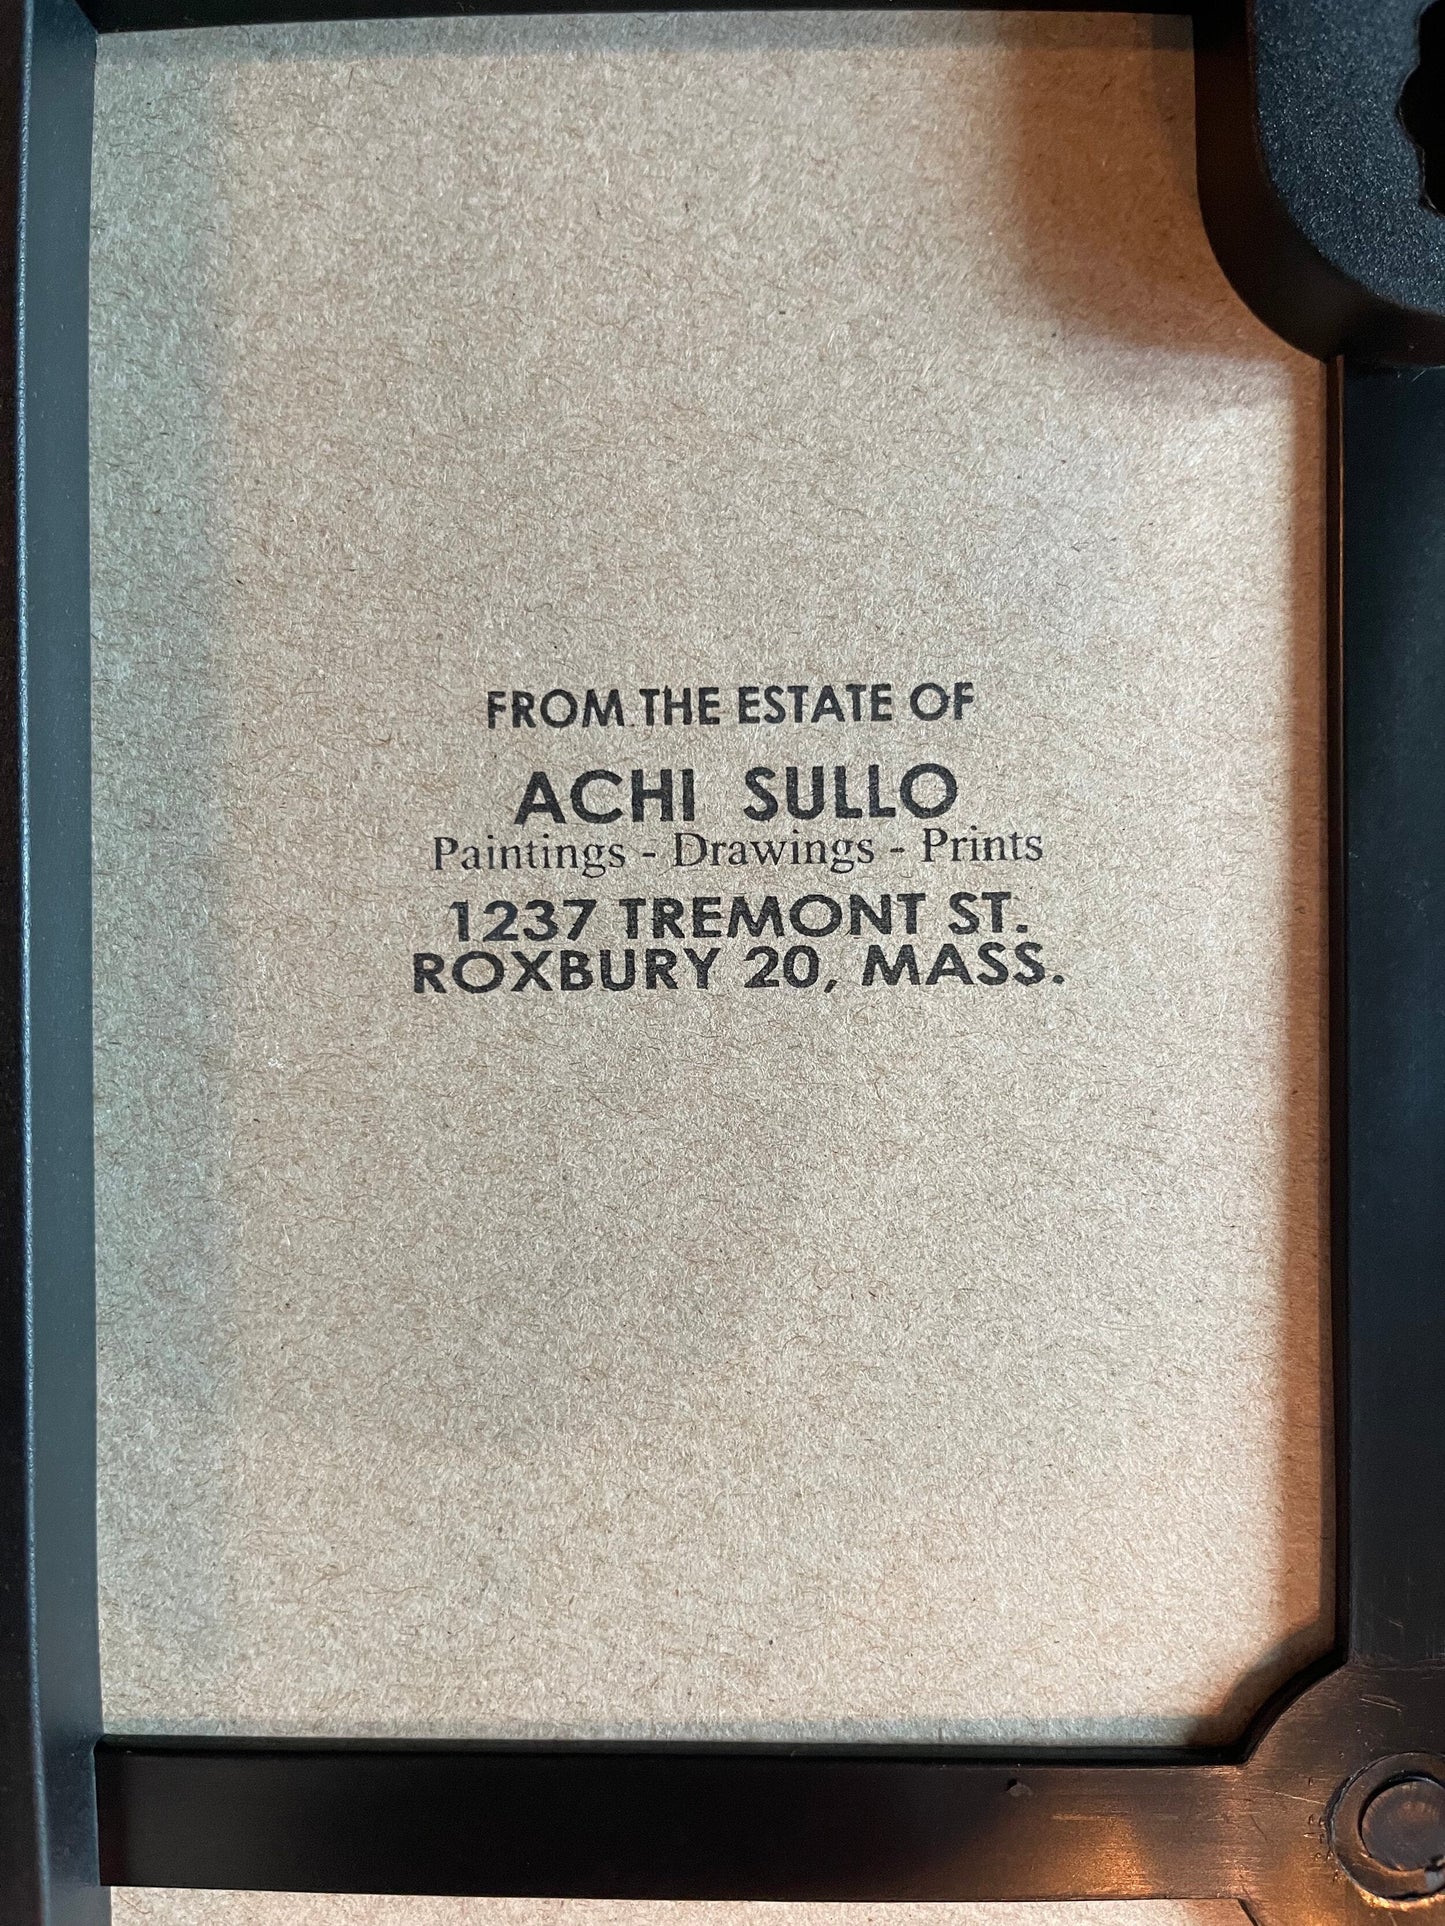 FROM THE ESTATE OF
ACHI SULLO
Paintings - Drawings - Prints
1237 TREMONT ST.
ROXBURY 20, MASS.